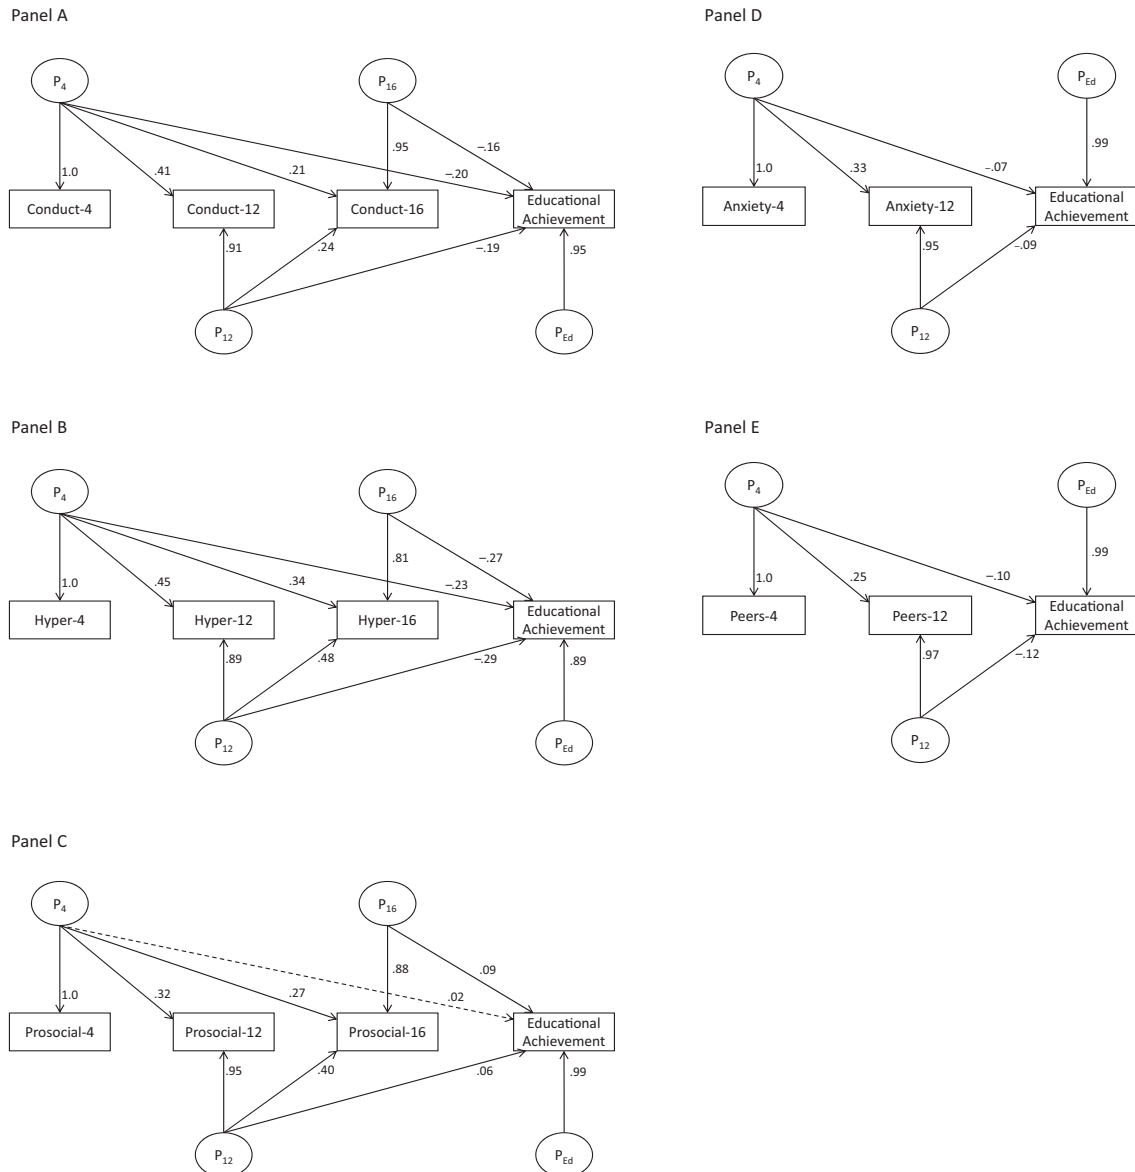 Panel A
P4
P16
1.0
.41
.21
.95
–.16
–.20
Conduct-4
Conduct-12
Conduct-16
Educational
Achievement
.91
.24
–.19
.95
P12
PEd
Panel B
P4
P16
1.0
.45
.34
.81
–.27
–.23
Hyper-4
Hyper-12
Hyper-16
Educational
Achievement
.89
.48
–.29
.89
P12
PEd
Panel C
P4
P16
1.0
.32
.27
.88
.09
.02
Prosocial-4
Prosocial-12
Prosocial-16
Educational
Achievement
.95
.40
.06
.99
P12
PEd
Panel D
P4
PEd
1.0
.33
–.07
.99
Anxiety-4
Anxiety-12
Educational
Achievement
.95
–.09
P12
Panel E
P4
PEd
1.0
.25
–.10
.99
Peers-4
Peers-12
Educational
Achievement
.97
–.12
P12